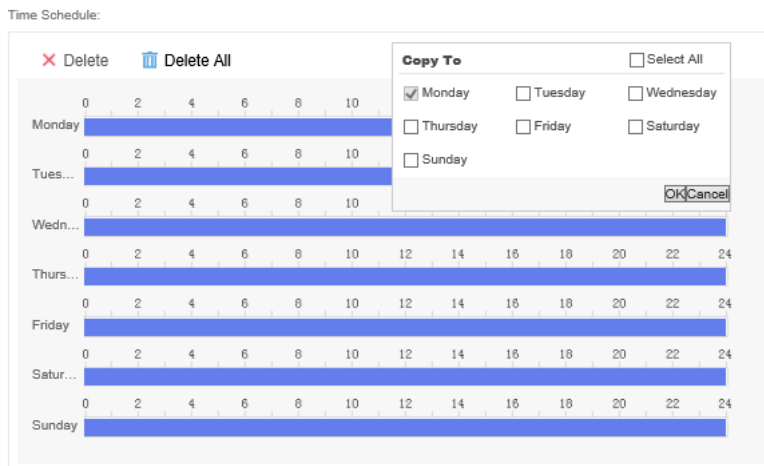 Time Schedule:
Delete Delete All
Copy To Select All
Monday Tuesday Wednesday
Thursday Friday Saturday
Sunday
OK Cancel
0 2 4 6 8 10
Monday
0 2 4 6 8 10
Tues...
0 2 4 6 8 10
Wedn...
0 2 4 6 8 10 12 14 16 18 20 22 24
Thurs...
0 2 4 6 8 10 12 14 16 18 20 22 24
Friday
0 2 4 6 8 10 12 14 16 18 20 22 24
Satur...
0 2 4 6 8 10 12 14 16 18 20 22 24
Sunday